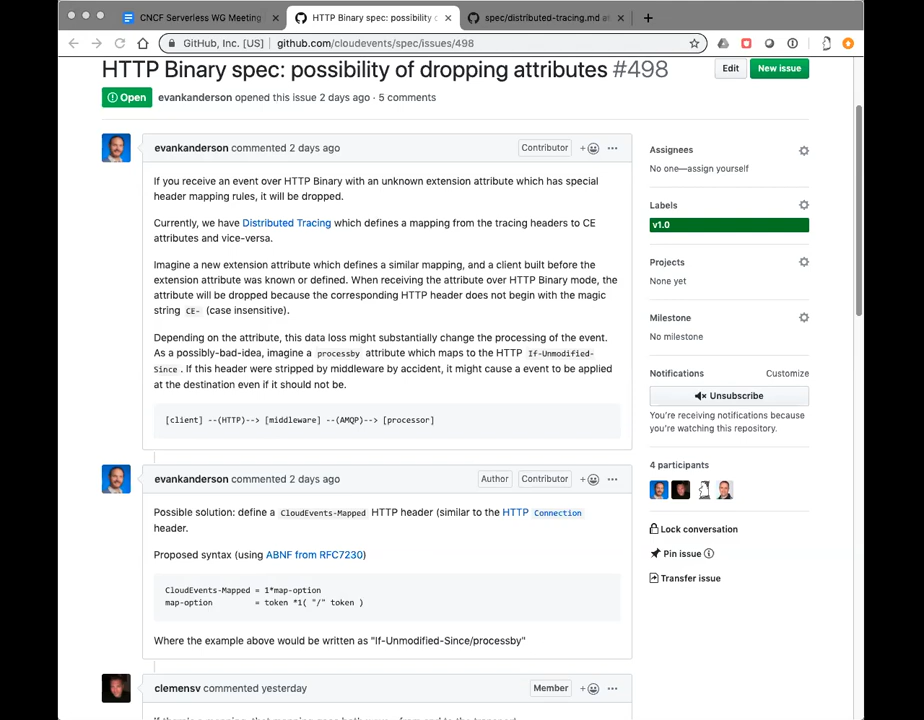 CNCF Serverless WG Meeting
HTTP Binary spec: possibility o
spec/distributed-tracing.md a
GitHub, Inc. [US] github.com/cloudevents/spec/issues/498
HTTP Binary spec: possibility of dropping attributes #498
Edit
New issue
Open
evankanderson opened this issue 2 days ago · 5 comments
evankanderson commented 2 days ago
Contributor
If you receive an event over HTTP Binary with an unknown extension attribute which has special
header mapping rules, it will be dropped.
Currently, we have Distributed Tracing which defines a mapping from the tracing headers to CE
attributes and vice-versa.
Imagine a new extension attribute which defines a similar mapping, and a client built before the
extension attribute was known or defined. When receiving the attribute over HTTP Binary mode, the
attribute will be dropped because the corresponding HTTP header does not begin with the magic
string CE- (case insensitive).
Depending on the attribute, this data loss might substantially change the processing of the event.
As a possibly-bad-idea, imagine a processby attribute which maps to the HTTP If-Unmodified-
Since . If this header were stripped by middleware by accident, it might cause a event to be applied
at the destination even if it should not be.
[client] --(HTTP)--> [middleware] --(AMQP)--> [processor]
evankanderson commented 2 days ago
Author
Contributor
Possible solution: define a CloudEvents-Mapped HTTP header (similar to the HTTP Connection
header.
Proposed syntax (using ABNF from RFC7230)
CloudEvents-Mapped = 1*map-option
map-option = token *1( "/" token )
Where the example above would be written as "If-Unmodified-Since/processby"
clemensv commented yesterday
Member
Assignees
No one—assign yourself
Labels
v1.0
Projects
None yet
Milestone
No milestone
Notifications
Customize
Unsubscribe
You're receiving notifications because
you're watching this repository.
4 participants
Lock conversation
Pin issue
Transfer issue